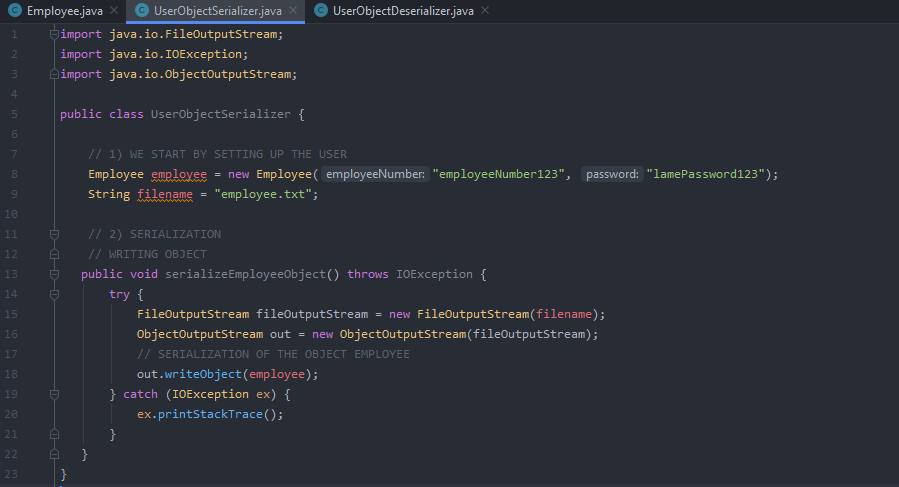 Employee.java × UserObjectSerializer.java × UserObjectDeserializer.java ×
1 import java.io.FileOutputStream;
2 import java.io.IOException;
3 import java.io.ObjectOutputStream;
4
5 public class UserObjectSerializer {
6
7 // 1) WE START BY SETTING UP THE USER
8 Employee employee = new Employee( employeeNumber: "employeeNumber123", password: "lamePassword123");
9 String filename = "employee.txt";
10
11 // 2) SERIALIZATION
12 // WRITING OBJECT
13 public void serializeEmployeeObject() throws IOException {
14 try {
15 FileOutputStream fileOutputStream = new FileOutputStream(filename);
16 ObjectOutputStream out = new ObjectOutputStream(fileOutputStream);
17 // SERIALIZATION OF THE OBJECT EMPLOYEE
18 out.writeObject(employee);
19 } catch (IOException ex) {
20 ex.printStackTrace();
21 }
22 }
23 }